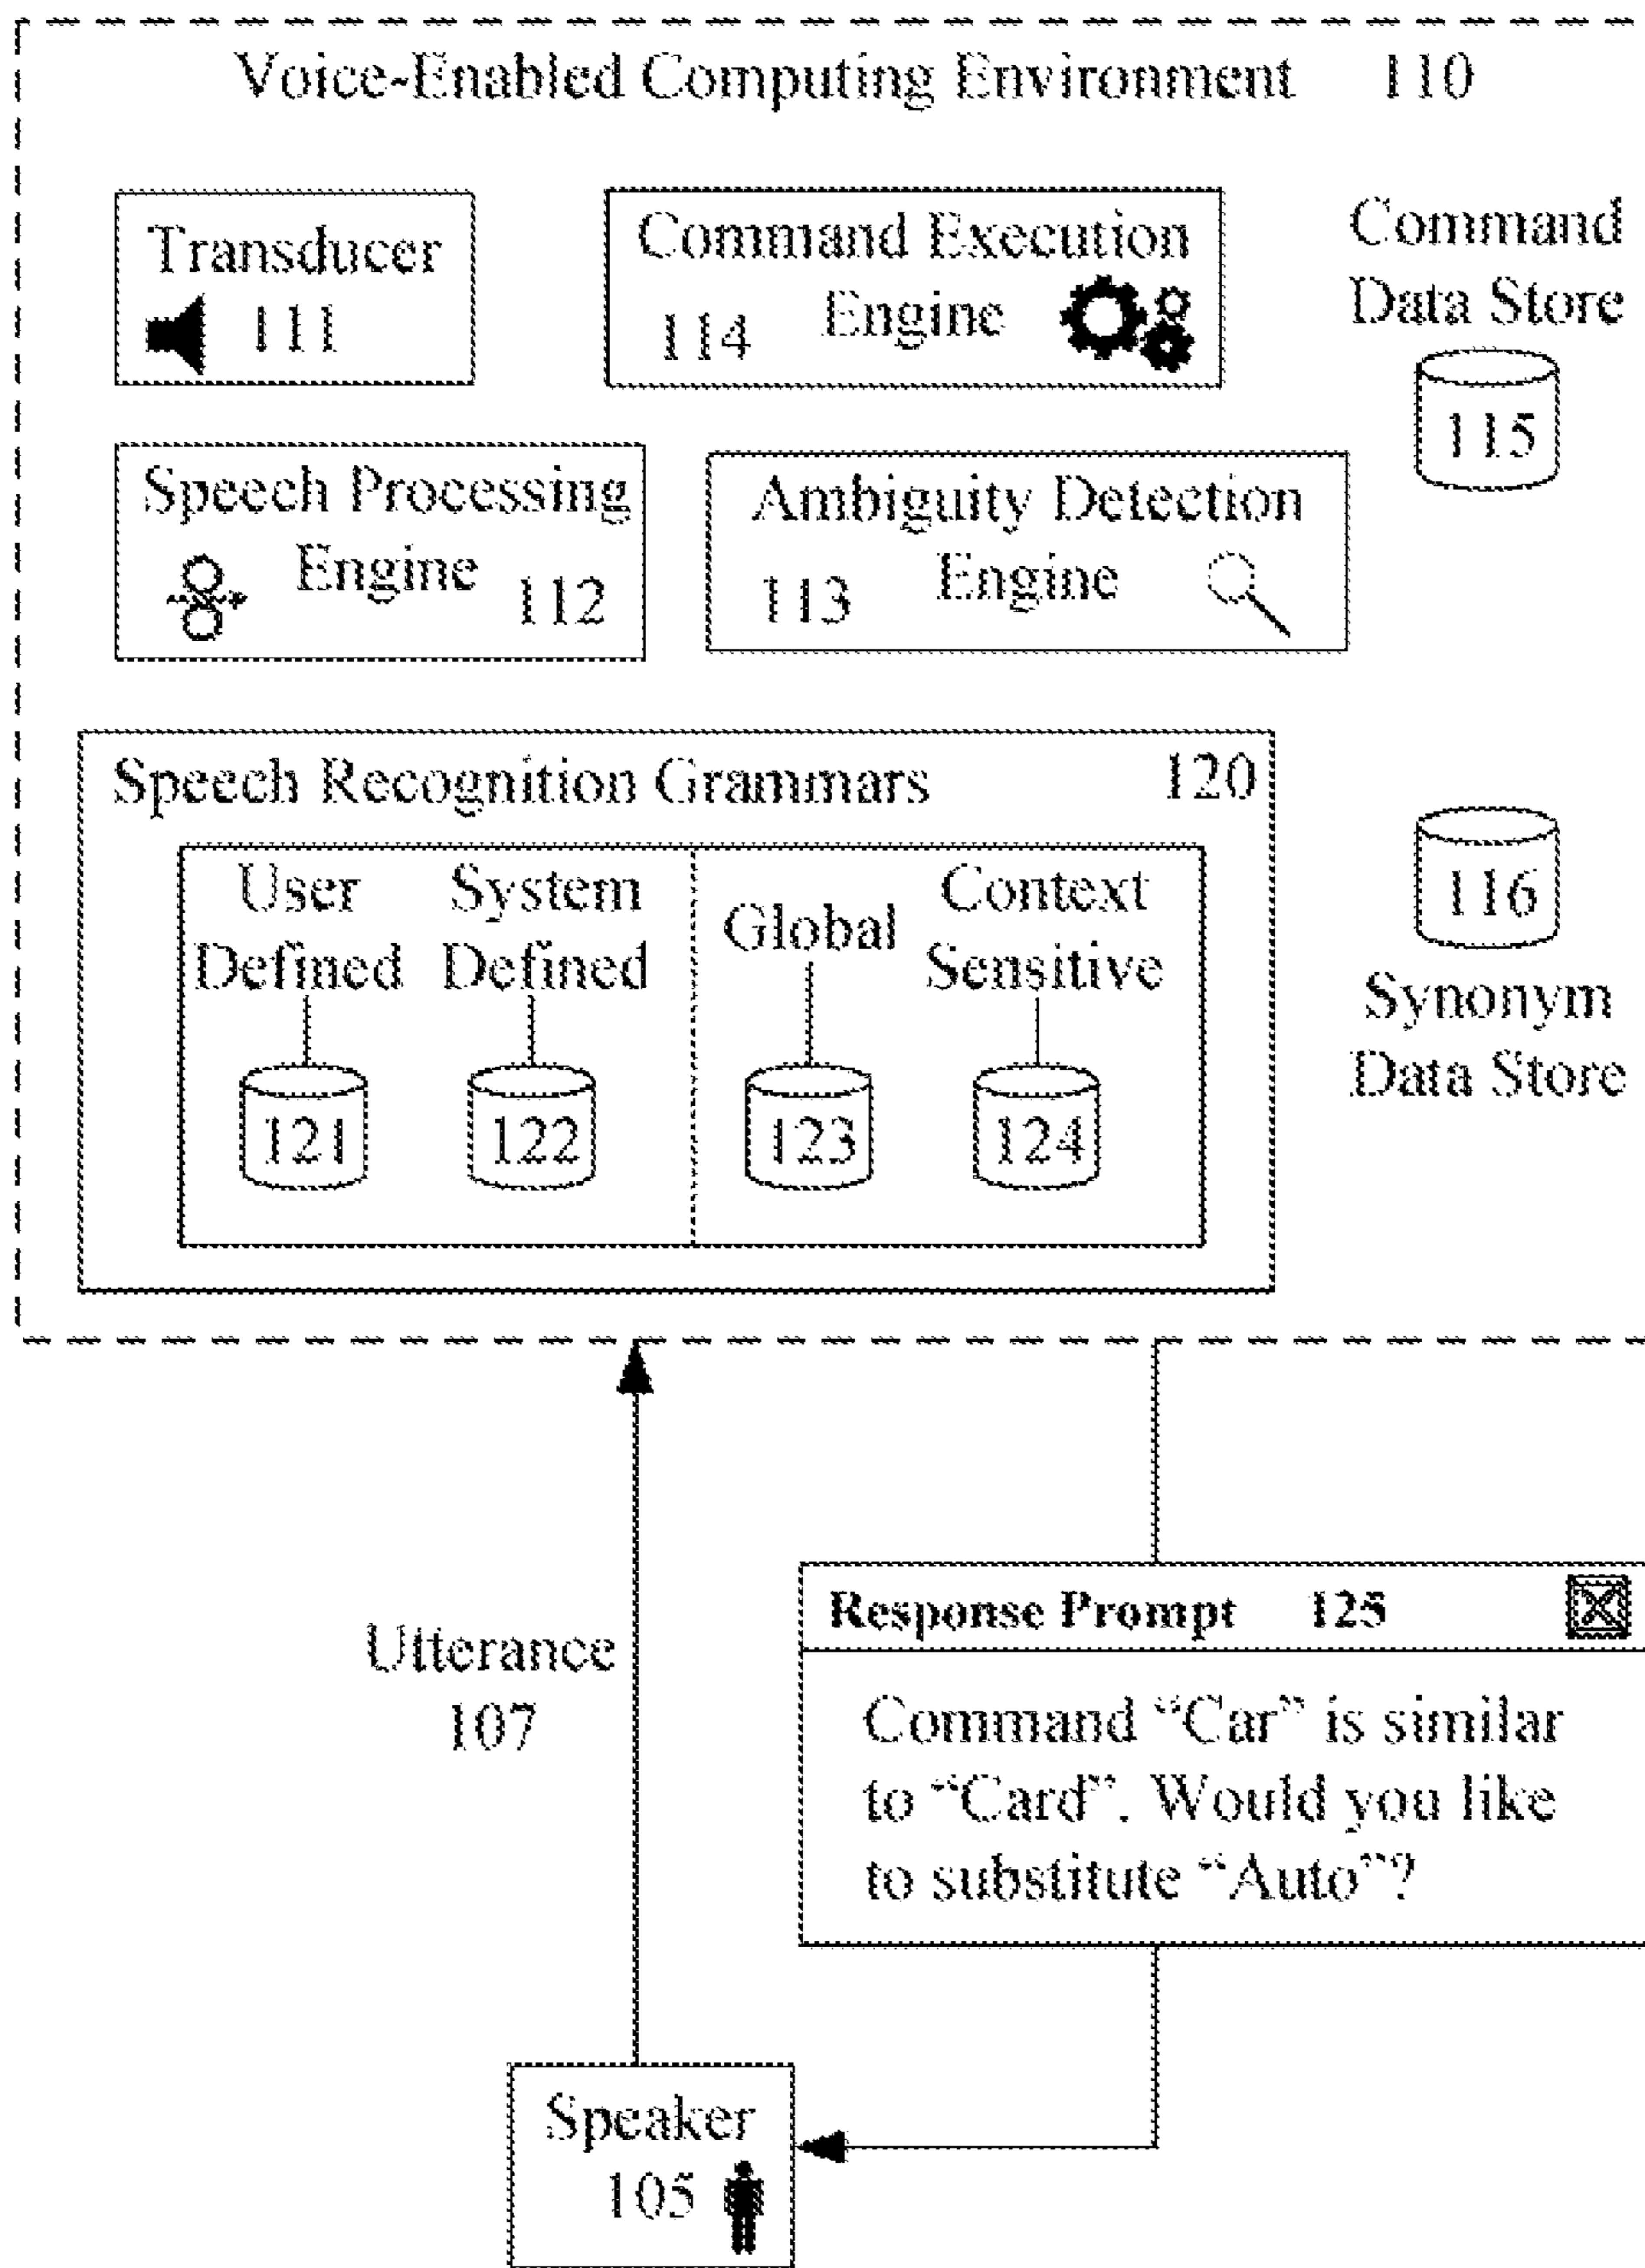 Voice-Enabled Computing Environment 110
Transducer
111
Command Execution
Engine
114
Command
Data Store
115
Speech Processing
Engine
112
Ambiguity Detection
Engine
113
Speech Recognition Grammars 120
User
Defined
121
System
Defined
122
Global
123
Context
Sensitive
124
116
Synonym
Data Store
Utterance
107
Response Prompt 125
Command “Car” is similar
to “Card”. Would you like
to substitute “Auto”?
Speaker
105